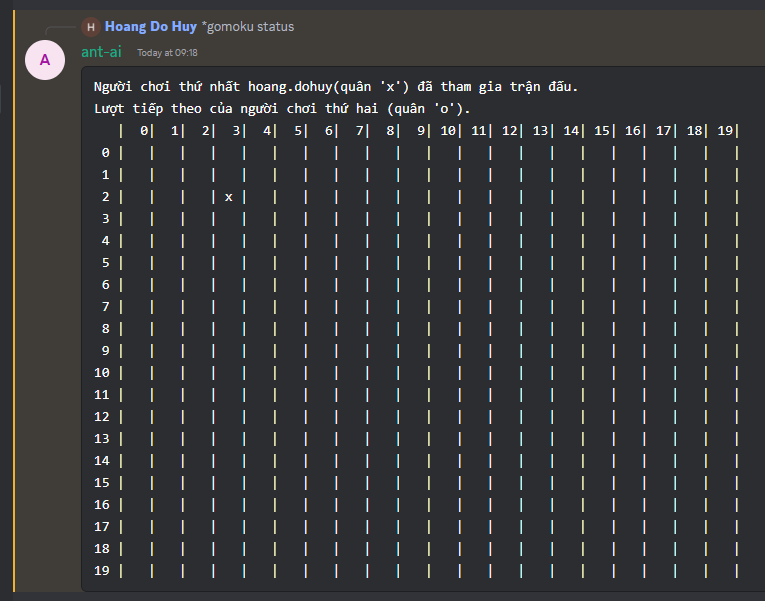 H Hoang Do Huy *gomoku status
A ant-ai Today at 09:18
Người chơi thứ nhất hoang.dohuy(quân 'x') đã tham gia trận đấu.
Lượt tiếp theo của người chơi thứ hai (quân 'o').
   |  0|  1|  2|  3|  4|  5|  6|  7|  8|  9| 10| 11| 12| 13| 14| 15| 16| 17| 18| 19|
 0 |   |   |   |   |   |   |   |   |   |   |   |   |   |   |   |   |   |   |   |   |
 1 |   |   |   |   |   |   |   |   |   |   |   |   |   |   |   |   |   |   |   |   |
 2 |   |   |   | x |   |   |   |   |   |   |   |   |   |   |   |   |   |   |   |   |
 3 |   |   |   |   |   |   |   |   |   |   |   |   |   |   |   |   |   |   |   |   |
 4 |   |   |   |   |   |   |   |   |   |   |   |   |   |   |   |   |   |   |   |   |
 5 |   |   |   |   |   |   |   |   |   |   |   |   |   |   |   |   |   |   |   |   |
 6 |   |   |   |   |   |   |   |   |   |   |   |   |   |   |   |   |   |   |   |   |
 7 |   |   |   |   |   |   |   |   |   |   |   |   |   |   |   |   |   |   |   |   |
 8 |   |   |   |   |   |   |   |   |   |   |   |   |   |   |   |   |   |   |   |   |
 9 |   |   |   |   |   |   |   |   |   |   |   |   |   |   |   |   |   |   |   |   |
10 |   |   |   |   |   |   |   |   |   |   |   |   |   |   |   |   |   |   |   |   |
11 |   |   |   |   |   |   |   |   |   |   |   |   |   |   |   |   |   |   |   |   |
12 |   |   |   |   |   |   |   |   |   |   |   |   |   |   |   |   |   |   |   |   |
13 |   |   |   |   |   |   |   |   |   |   |   |   |   |   |   |   |   |   |   |   |
14 |   |   |   |   |   |   |   |   |   |   |   |   |   |   |   |   |   |   |   |   |
15 |   |   |   |   |   |   |   |   |   |   |   |   |   |   |   |   |   |   |   |   |
16 |   |   |   |   |   |   |   |   |   |   |   |   |   |   |   |   |   |   |   |   |
17 |   |   |   |   |   |   |   |   |   |   |   |   |   |   |   |   |   |   |   |   |
18 |   |   |   |   |   |   |   |   |   |   |   |   |   |   |   |   |   |   |   |   |
19 |   |   |   |   |   |   |   |   |   |   |   |   |   |   |   |   |   |   |   |   |